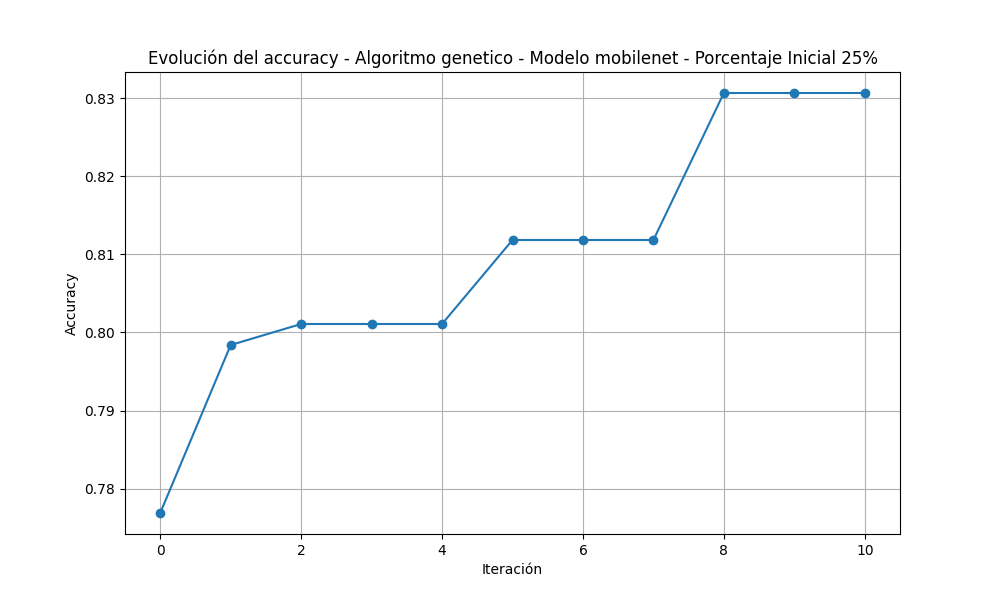 Evolución del accuracy - Algoritmo genetico - Modelo mobilenet - Porcentaje Inicial 25%
0.83
0.82
0.81
0.80
0.79
0.78
Accuracy
0 2 4 6 8 10
Iteración